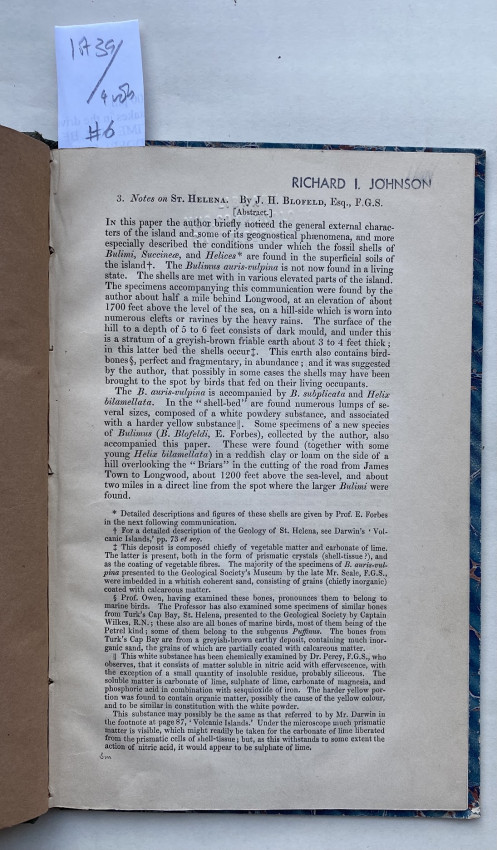 1839/
4 vols
#6
RICHARD I. JOHNSON
3. Notes on ST. HELENA. By J. H. BLOFELD, Esq., F.G.S.
[Abstract.]
IN this paper the author briefly noticed the general external charac-
ters of the island and some of its geognostical phænomena, and more
especially described the conditions under which the fossil shells of
Bulimi, Succineæ, and Helices* are found in the superficial soils of
the island†. The Bulimus auris-vulpina is not now found in a living
state. The shells are met with in various elevated parts of the island.
The specimens accompanying this communication were found by the
author about half a mile behind Longwood, at an elevation of about
1700 feet above the level of the sea, on a hill-side which is worn into
numerous clefts or ravines by the heavy rains. The surface of the
hill to a depth of 5 to 6 feet consists of dark mould, and under this
is a stratum of a greyish-brown friable earth about 3 to 4 feet thick;
in this latter bed the shells occur‡. This earth also contains bird-
bones§, perfect and fragmentary, in abundance; and it was suggested
by the author, that possibly in some cases the shells may have been
brought to the spot by birds that fed on their living occupants.
The B. auris-vulpina is accompanied by B. subplicata and Helix
bilamellata. In the "shell-bed" are found numerous lumps of se-
veral sizes, composed of a white powdery substance, and associated
with a harder yellow substance||. Some specimens of a new species
of Bulimus (B. Blofeldi, E. Forbes), collected by the author, also
accompanied this paper. These were found (together with some
young Helix bilamellata) in a reddish clay or loam on the side of a
hill overlooking the "Briars" in the cutting of the road from James
Town to Longwood, about 1200 feet above the sea-level, and about
two miles in a direct line from the spot where the larger Bulimi were
found.
* Detailed descriptions and figures of these shells are given by Prof. E. Forbes
in the next following communication.
† For a detailed description of the Geology of St. Helena, see Darwin's 'Vol-
canic Islands,' pp. 73 et seq.
‡ This deposit is composed chiefly of vegetable matter and carbonate of lime.
The latter is present, both in the form of prismatic crystals (shell-tissue?), and
as the coating of vegetable fibres. The majority of the specimens of B. auris-vul-
pina presented to the Geological Society's Museum by the late Mr. Seale, F.G.S.,
were imbedded in a whitish coherent sand, consisting of grains (chiefly inorganic)
coated with calcareous matter.
§ Prof. Owen, having examined these bones, pronounces them to belong to
marine birds. The Professor has also examined some specimens of similar bones
from Turk's Cap Bay, St. Helena, presented to the Geological Society by Captain
Wilkes, R.N.; these also are all bones of marine birds, most of them being of the
Petrel kind; some of them belong to the subgenus Puffinus. The bones from
Turk's Cap Bay are from a greyish-brown earthy deposit, containing much inor-
ganic sand, the grains of which are partially coated with calcareous matter.
|| This white substance has been chemically examined by Dr. Percy, F.G.S., who
observes, that it consists of matter soluble in nitric acid with effervescence, with
the exception of a small quantity of insoluble residue, probably siliceous. The
soluble matter is carbonate of lime, sulphate of lime, carbonate of magnesia, and
phosphoric acid in combination with sesquioxide of iron. The harder yellow por-
tion was found to contain organic matter, possibly the cause of the yellow colour,
and to be similar in constitution with the white powder.
This substance may possibly be the same as that referred to by Mr. Darwin in
the footnote at page 87, 'Volcanic Islands.' Under the microscope much prismatic
matter is visible, which might readily be taken for the carbonate of lime liberated
from the prismatic cells of shell-tissue; but, as this withstands to some extent the
action of nitric acid, it would appear to be sulphate of lime.